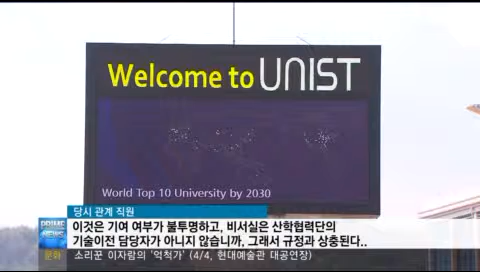 Welcome to UNIST
World Top 10 University by 2030
당시 관계 직원
이것은 기여 여부가 불투명하고, 비서실은 산학협력단의
기술이전 담당자가 아니지 않습니까, 그래서 규정과 상충된다..
PRIME
NEWS
문화
소리꾼 이자람의 '억척가' (4/4, 현대예술관 대공연장)